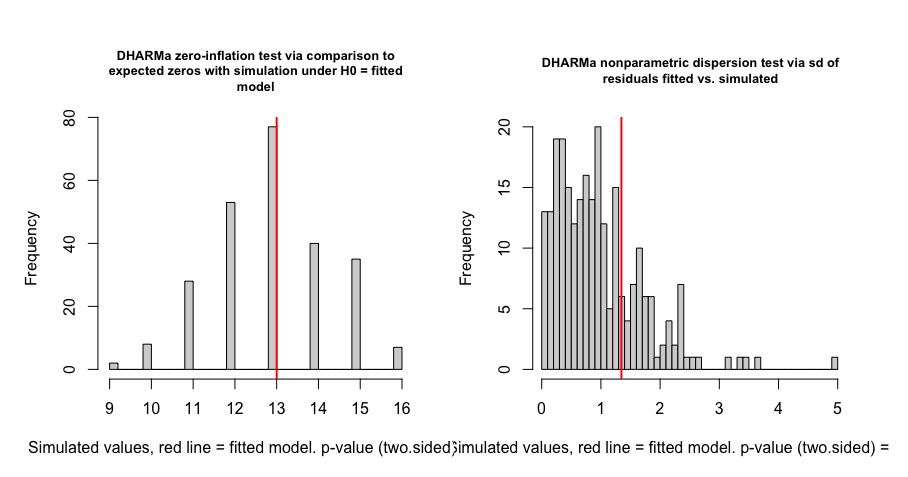 DHARMa zero-inflation test via comparison to
expected zeros with simulation under H0 = fitted
model
Frequency
0
20
40
60
80
9 10 11 12 13 14 15 16
Simulated values, red line = fitted model. p-value (two.sided)
DHARMa nonparametric dispersion test via sd of
residuals fitted vs. simulated
Frequency
0
5
10
15
20
0 1 2 3 4 5
Simulated values, red line = fitted model. p-value (two.sided) =